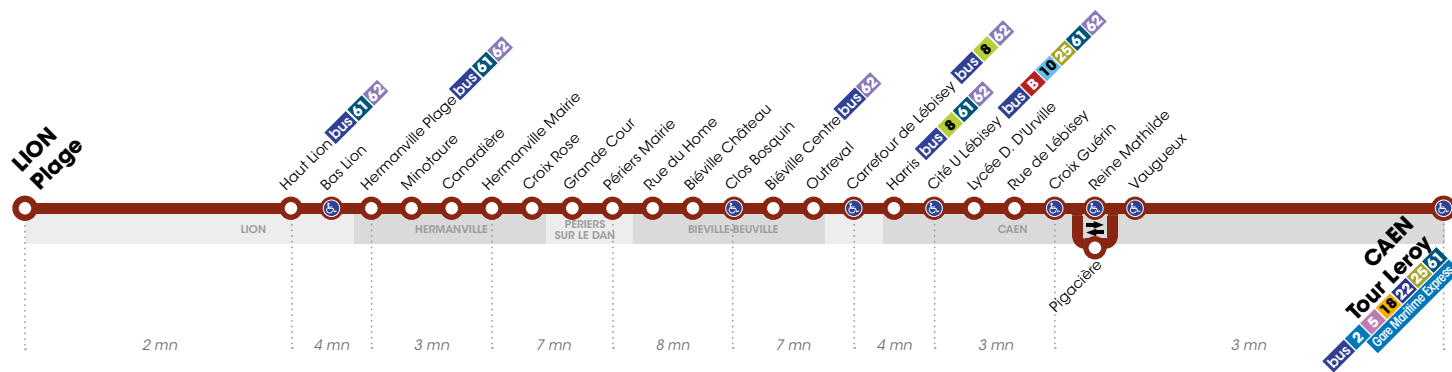 LION
Plage
Haut Lion bus 61 62
Bas Lion
Hermanville Plage bus 61 62
Minotaure
Canardière
Hermanville Mairie
Croix Rose
Grande Cour
Périers Mairie
Rue du Home
Biéville Château
Clos Bosquin
Biéville Centre bus 62
Outreval
Carrefour de Lébisey bus 8 62
Harris bus 8 61 62
Cité U Lébisey bus B 10 25 61 62
Lycée D. D'Urville
Rue de Lébisey
Croix Guérin
Reine Mathilde
Vaugueux
LION
HERMANVILLE
PÉRIERS
SUR LE DAN
BIEVILLE-BEUVILLE
CAEN
Pigacière
CAEN
Tour Leroy
bus 2 5 18 22 25 61
Gare Maritime Express
2 mn
4 mn
3 mn
7 mn
8 mn
7 mn
4 mn
3 mn
3 mn